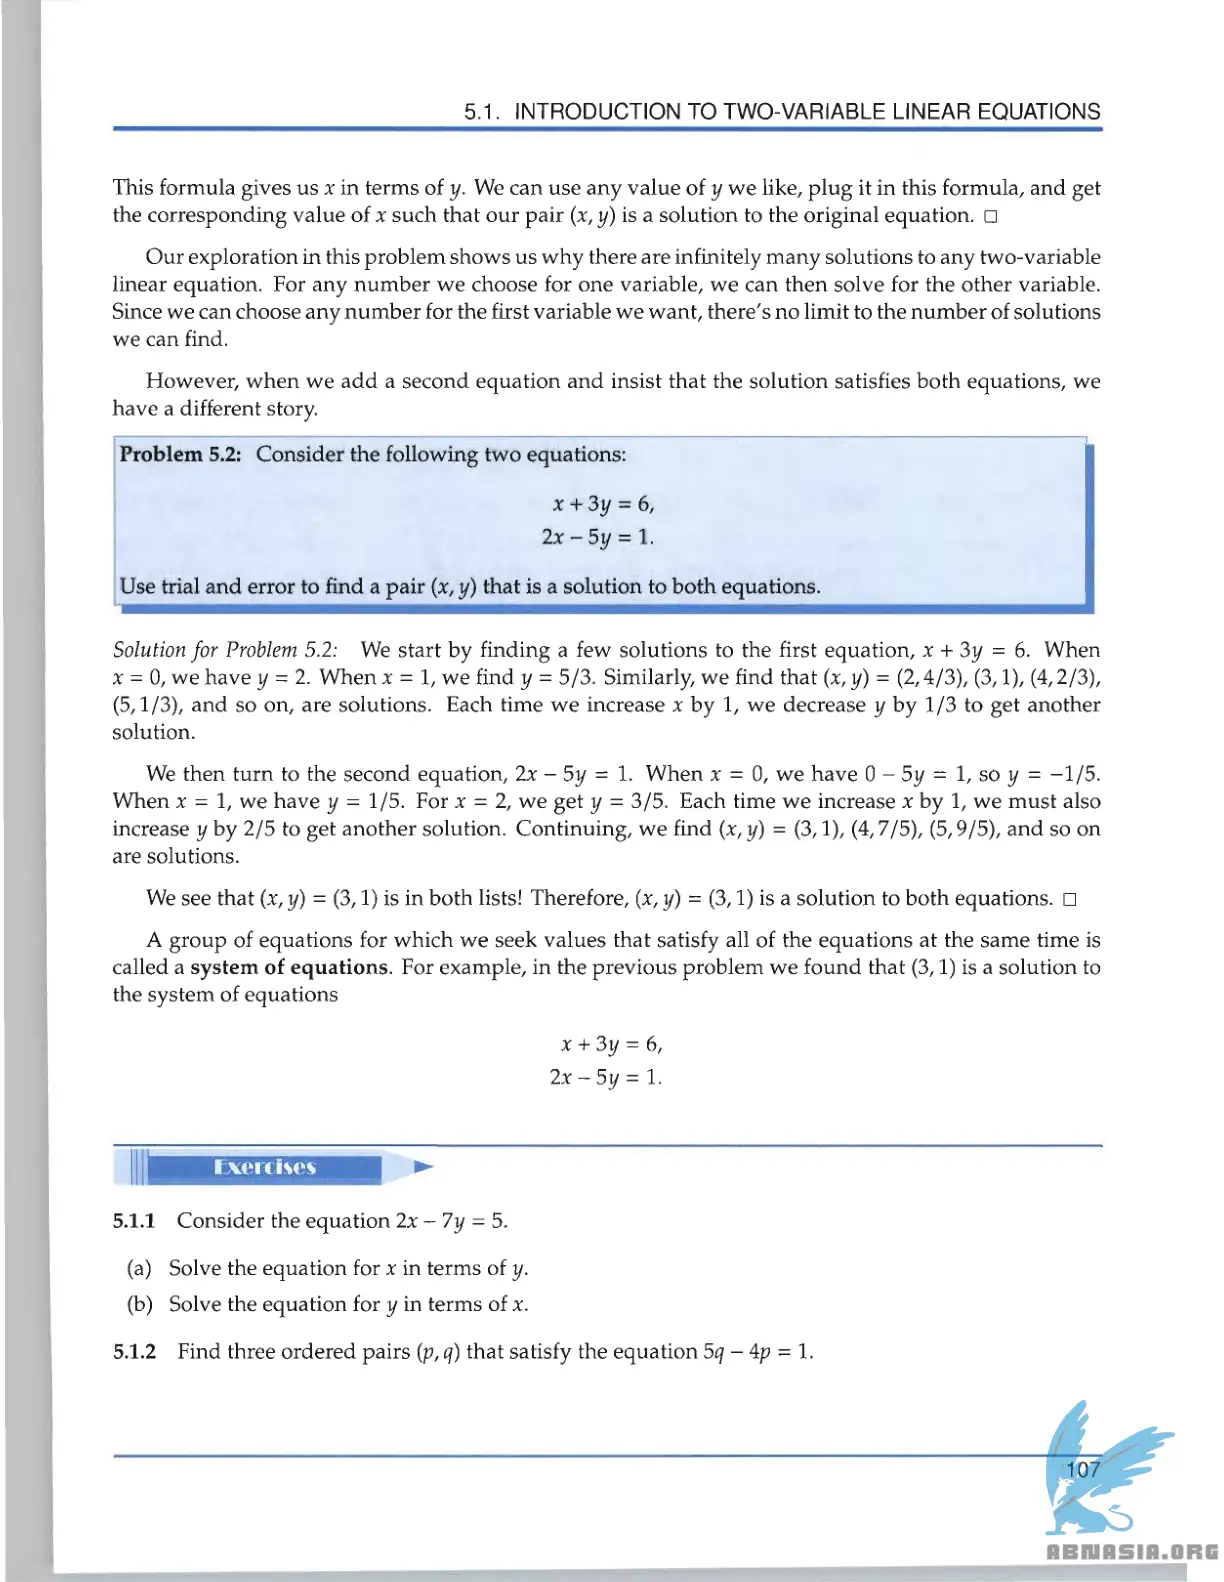 5.1. INTRODUCTION TO TWO-VARIABLE LINEAR EQUATIONS
This formula gives us x in terms of y. We can use any value of y we like, plug it in this formula, and get
the corresponding value of x such that our pair (x, y) is a solution to the original equation. □
Our exploration in this problem shows us why there are infinitely many solutions to any two-variable
linear equation. For any number we choose for one variable, we can then solve for the other variable.
Since we can choose any number for the first variable we want, there's no limit to the number of solutions
we can find.
However, when we add a second equation and insist that the solution satisfies both equations, we
have a different story.
Problem 5.2: Consider the following two equations:
x + 3y = 6,
2x − 5y = 1.
Use trial and error to find a pair (x, y) that is a solution to both equations.
Solution for Problem 5.2: We start by finding a few solutions to the first equation, x + 3y = 6. When
x = 0, we have y = 2. When x = 1, we find y = 5/3. Similarly, we find that (x, y) = (2, 4/3), (3, 1), (4, 2/3),
(5, 1/3), and so on, are solutions. Each time we increase x by 1, we decrease y by 1/3 to get another
solution.
We then turn to the second equation, 2x − 5y = 1. When x = 0, we have 0 − 5y = 1, so y = −1/5.
When x = 1, we have y = 1/5. For x = 2, we get y = 3/5. Each time we increase x by 1, we must also
increase y by 2/5 to get another solution. Continuing, we find (x, y) = (3, 1), (4, 7/5), (5, 9/5), and so on
are solutions.
We see that (x, y) = (3, 1) is in both lists! Therefore, (x, y) = (3, 1) is a solution to both equations. □
A group of equations for which we seek values that satisfy all of the equations at the same time is
called a system of equations. For example, in the previous problem we found that (3, 1) is a solution to
the system of equations
x + 3y = 6,
2x − 5y = 1.
Exercises
5.1.1 Consider the equation 2x − 7y = 5.
(a) Solve the equation for x in terms of y.
(b) Solve the equation for y in terms of x.
5.1.2 Find three ordered pairs (p, q) that satisfy the equation 5q − 4p = 1.
107
ABNASIA.ORG